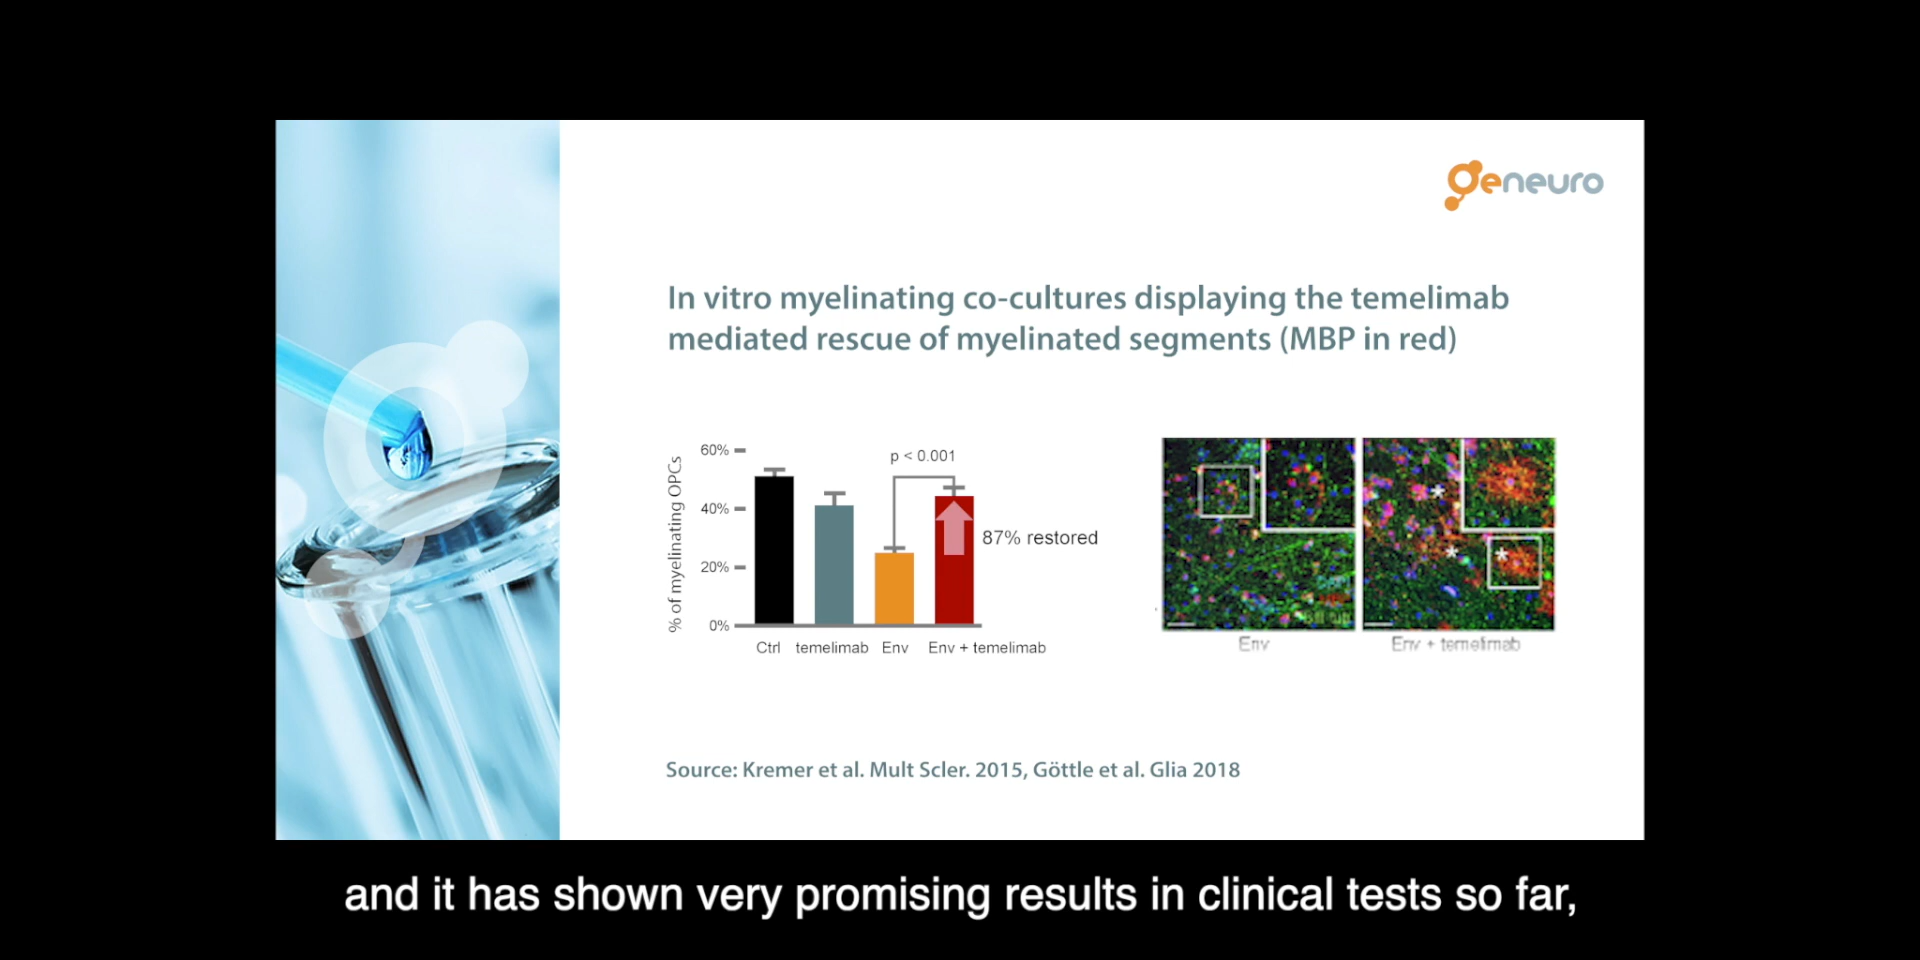 geneuro
In vitro myelinating co-cultures displaying the temelimab
mediated rescue of myelinated segments (MBP in red)
% of myelinating OPCs
60%
40%
20%
0%
p < 0.001
87% restored
Ctrl
temelimab
Env
Env + temelimab
Env
Env + temelimab
Source: Kremer et al. Mult Scler. 2015, Göttle et al. Glia 2018
and it has shown very promising results in clinical tests so far,